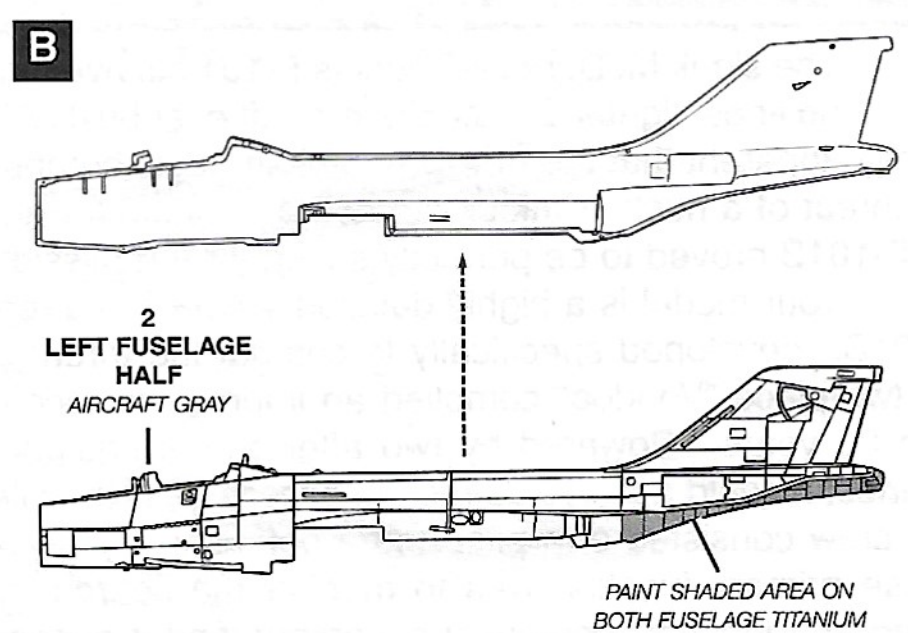 B
2
LEFT FUSELAGE
HALF
AIRCRAFT GRAY
PAINT SHADED AREA ON
BOTH FUSELAGE TITANIUM